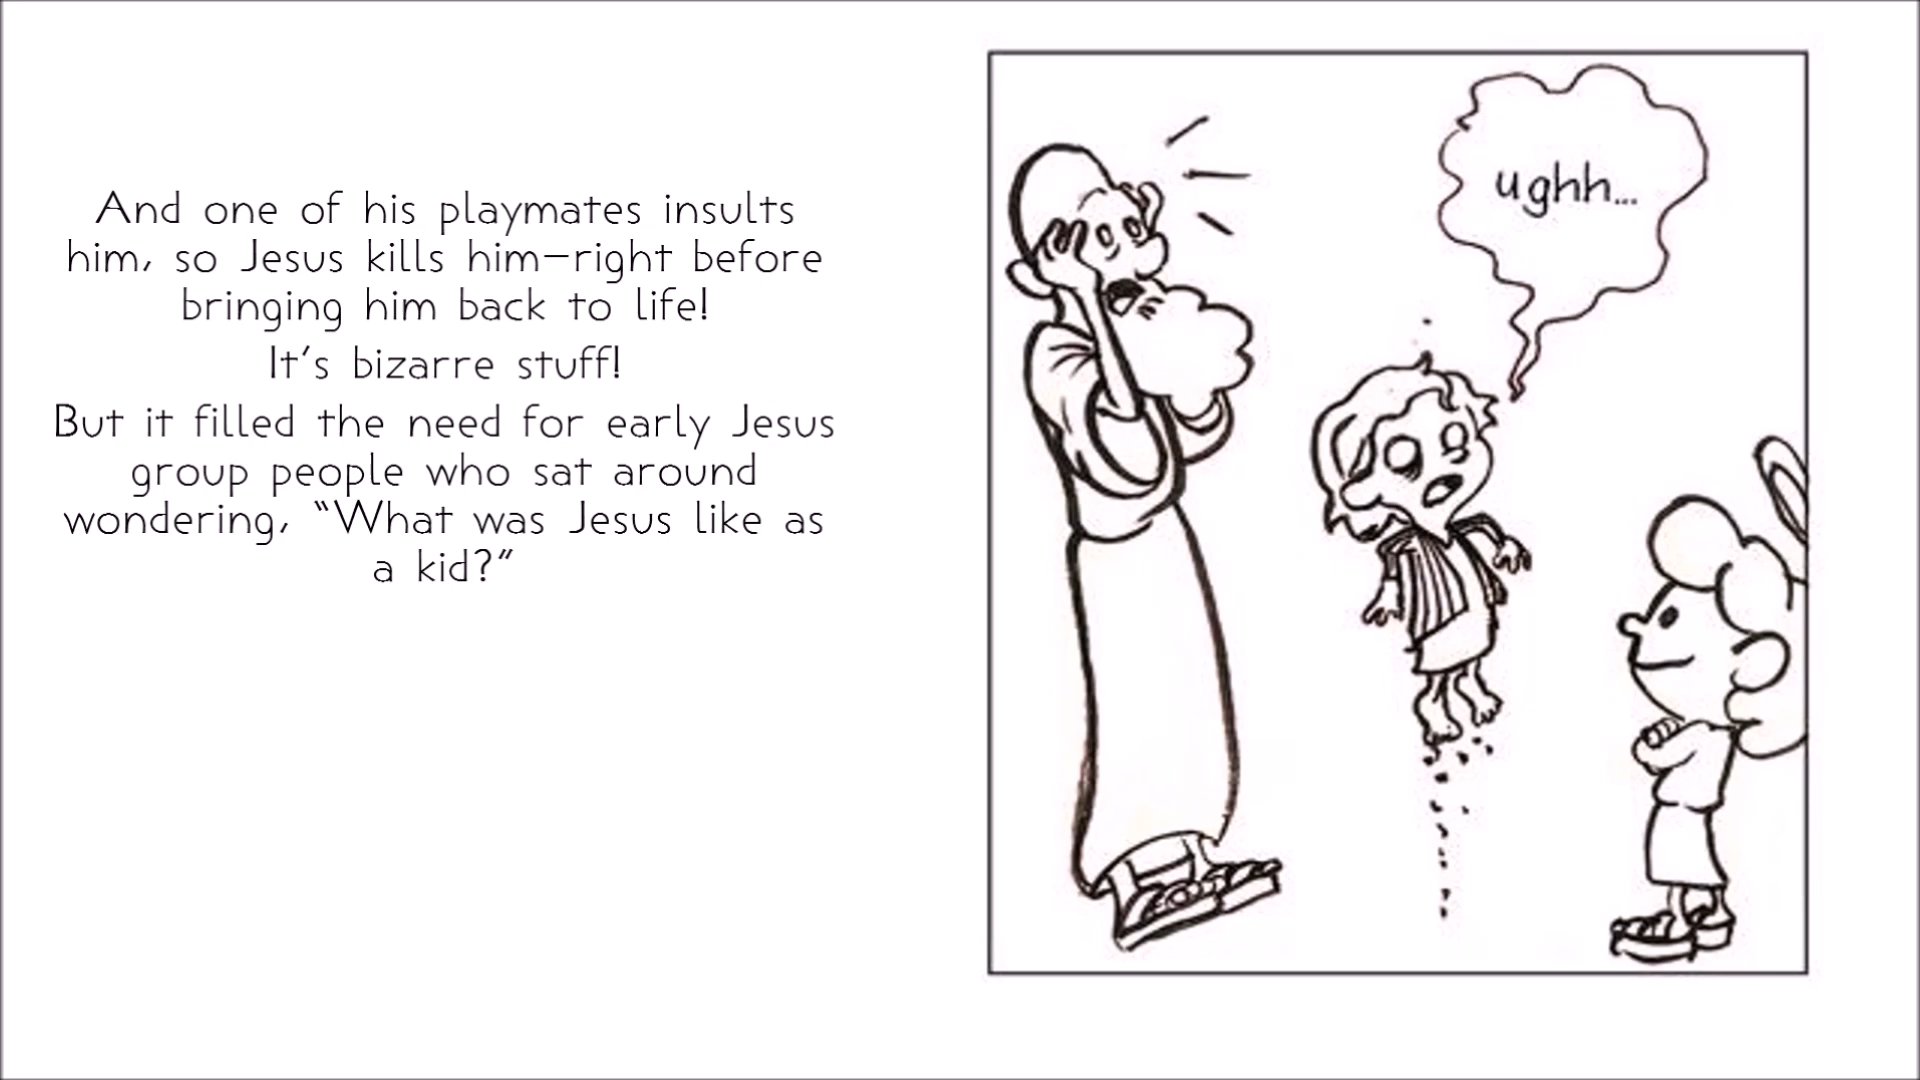 And one of his playmates insults
him, so Jesus kills him—right before
bringing him back to life!
It's bizarre stuff!
But it filled the need for early Jesus
group people who sat around
wondering, “What was Jesus like as
a kid?”
ughh...